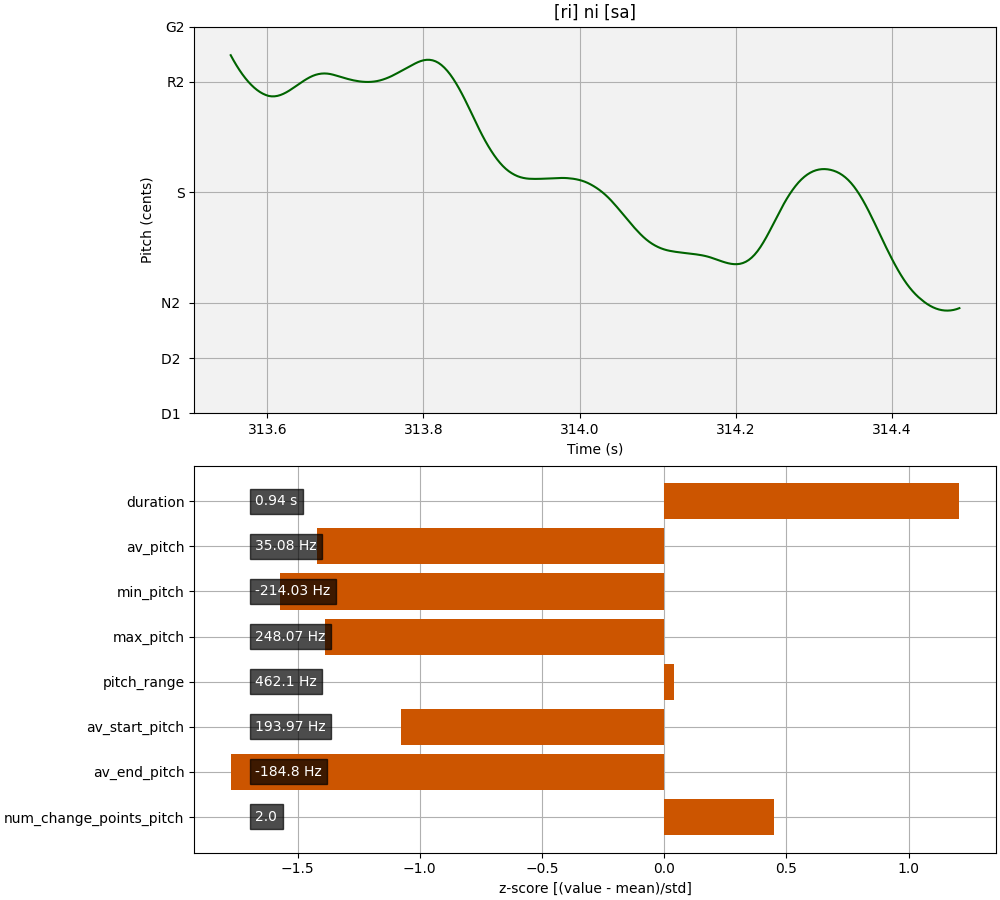 [ri] ni [sa]
G2
R2
S
N2
D2
D1
Pitch (cents)
313.6 313.8 314.0 314.2 314.4
Time (s)
duration 0.94 s
av_pitch 35.08 Hz
min_pitch -214.03 Hz
max_pitch 248.07 Hz
pitch_range 462.1 Hz
av_start_pitch 193.97 Hz
av_end_pitch -184.8 Hz
num_change_points_pitch 2.0
−1.5 −1.0 −0.5 0.0 0.5 1.0
z-score [(value - mean)/std]